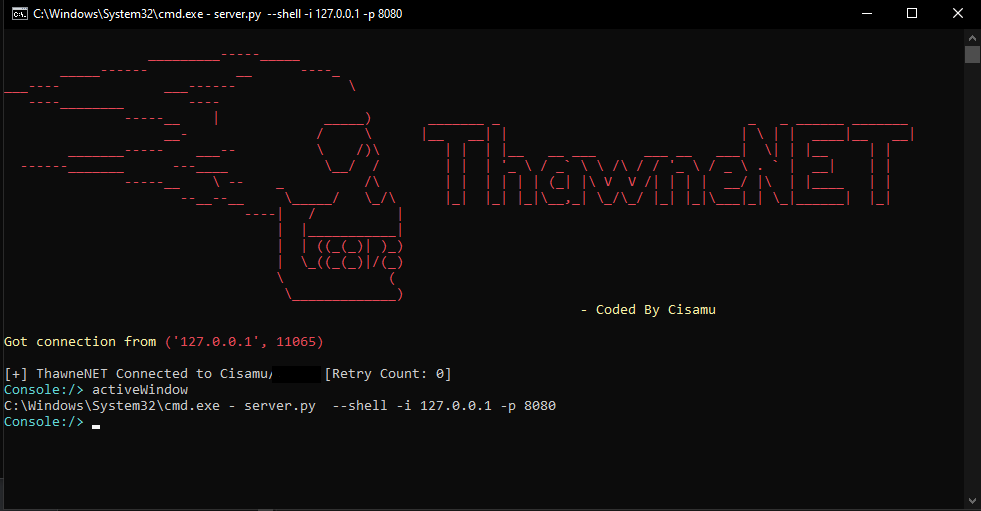 C:\Windows\System32\cmd.exe - server.py  --shell -i 127.0.0.1 -p 8080
ThawneNET
- Coded By Cisamu
Got connection from ('127.0.0.1', 11065)
[+] ThawneNET Connected to Cisamu/ [Retry Count: 0]
Console:/> activeWindow
C:\Windows\System32\cmd.exe - server.py  --shell -i 127.0.0.1 -p 8080
Console:/>